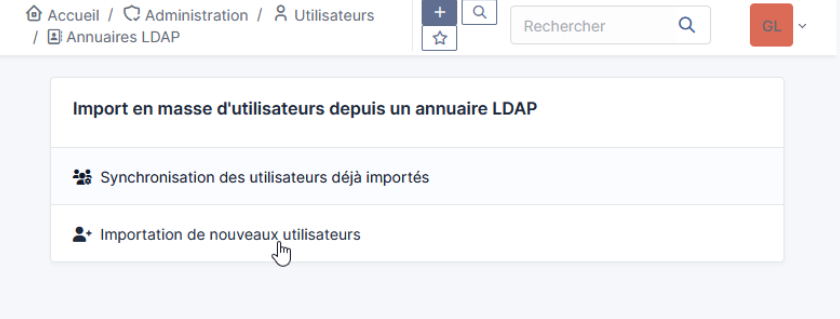 Accueil / Administration / Utilisateurs
/ Annuaires LDAP
Rechercher
GL
Import en masse d'utilisateurs depuis un annuaire LDAP
Synchronisation des utilisateurs déjà importés
Importation de nouveaux utilisateurs